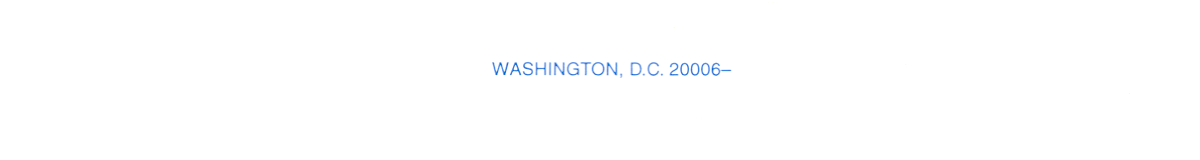 WASHINGTON, D.C. 20006–